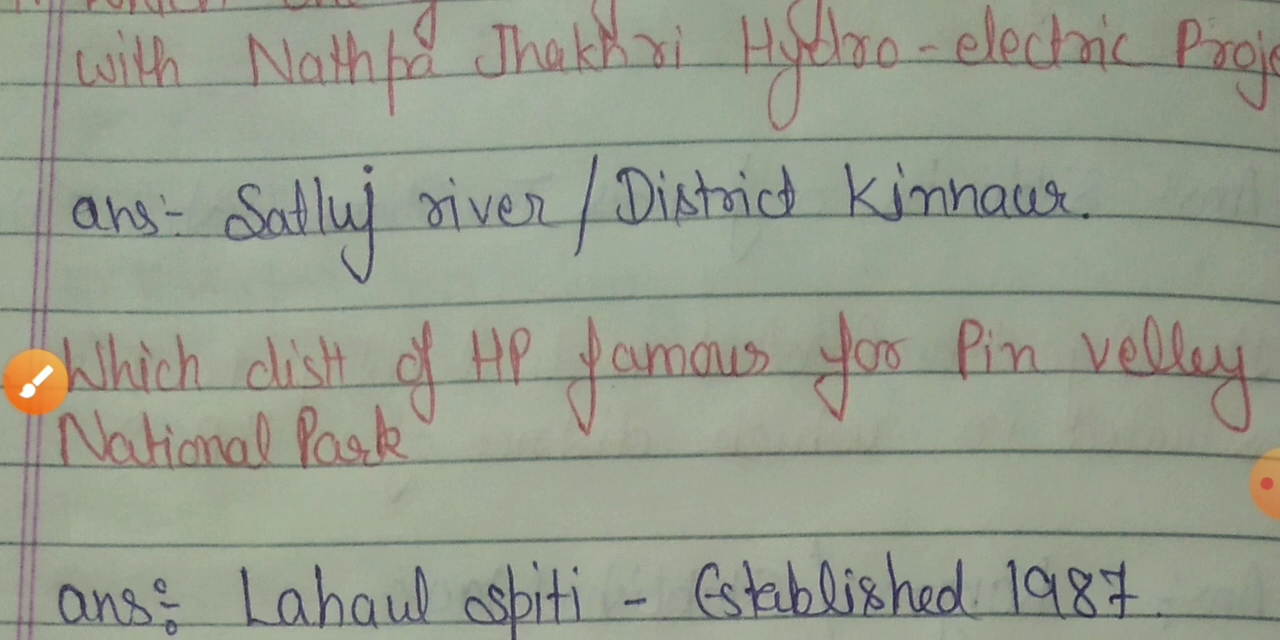 with Nathpa Jhakhri Hydro-electric Proje
ans:- Satluj river / District Kinnaur.
Which distt of HP famous for Pin velley
National Park
ans:- Lahaul spiti - Established 1987.